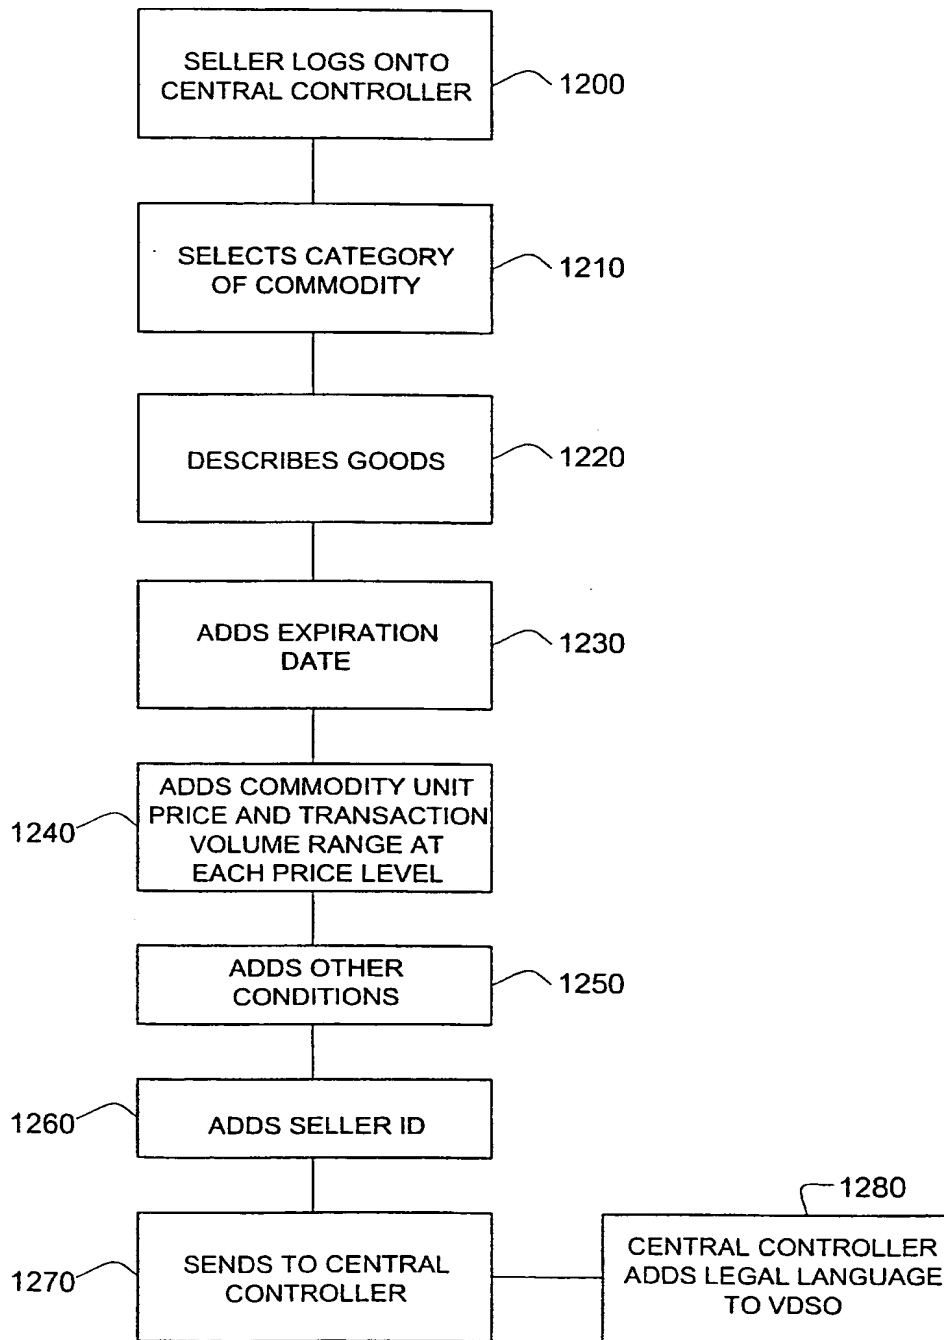 SELLER LOGS ONTO
CENTRAL CONTROLLER
1200
SELECTS CATEGORY
OF COMMODITY
1210
DESCRIBES GOODS
1220
ADDS EXPIRATION
DATE
1230
ADDS COMMODITY UNIT
PRICE AND TRANSACTION
VOLUME RANGE AT
EACH PRICE LEVEL
1240
ADDS OTHER
CONDITIONS
1250
ADDS SELLER ID
1260
SENDS TO CENTRAL
CONTROLLER
1270
1280
CENTRAL CONTROLLER
ADDS LEGAL LANGUAGE
TO VDSO